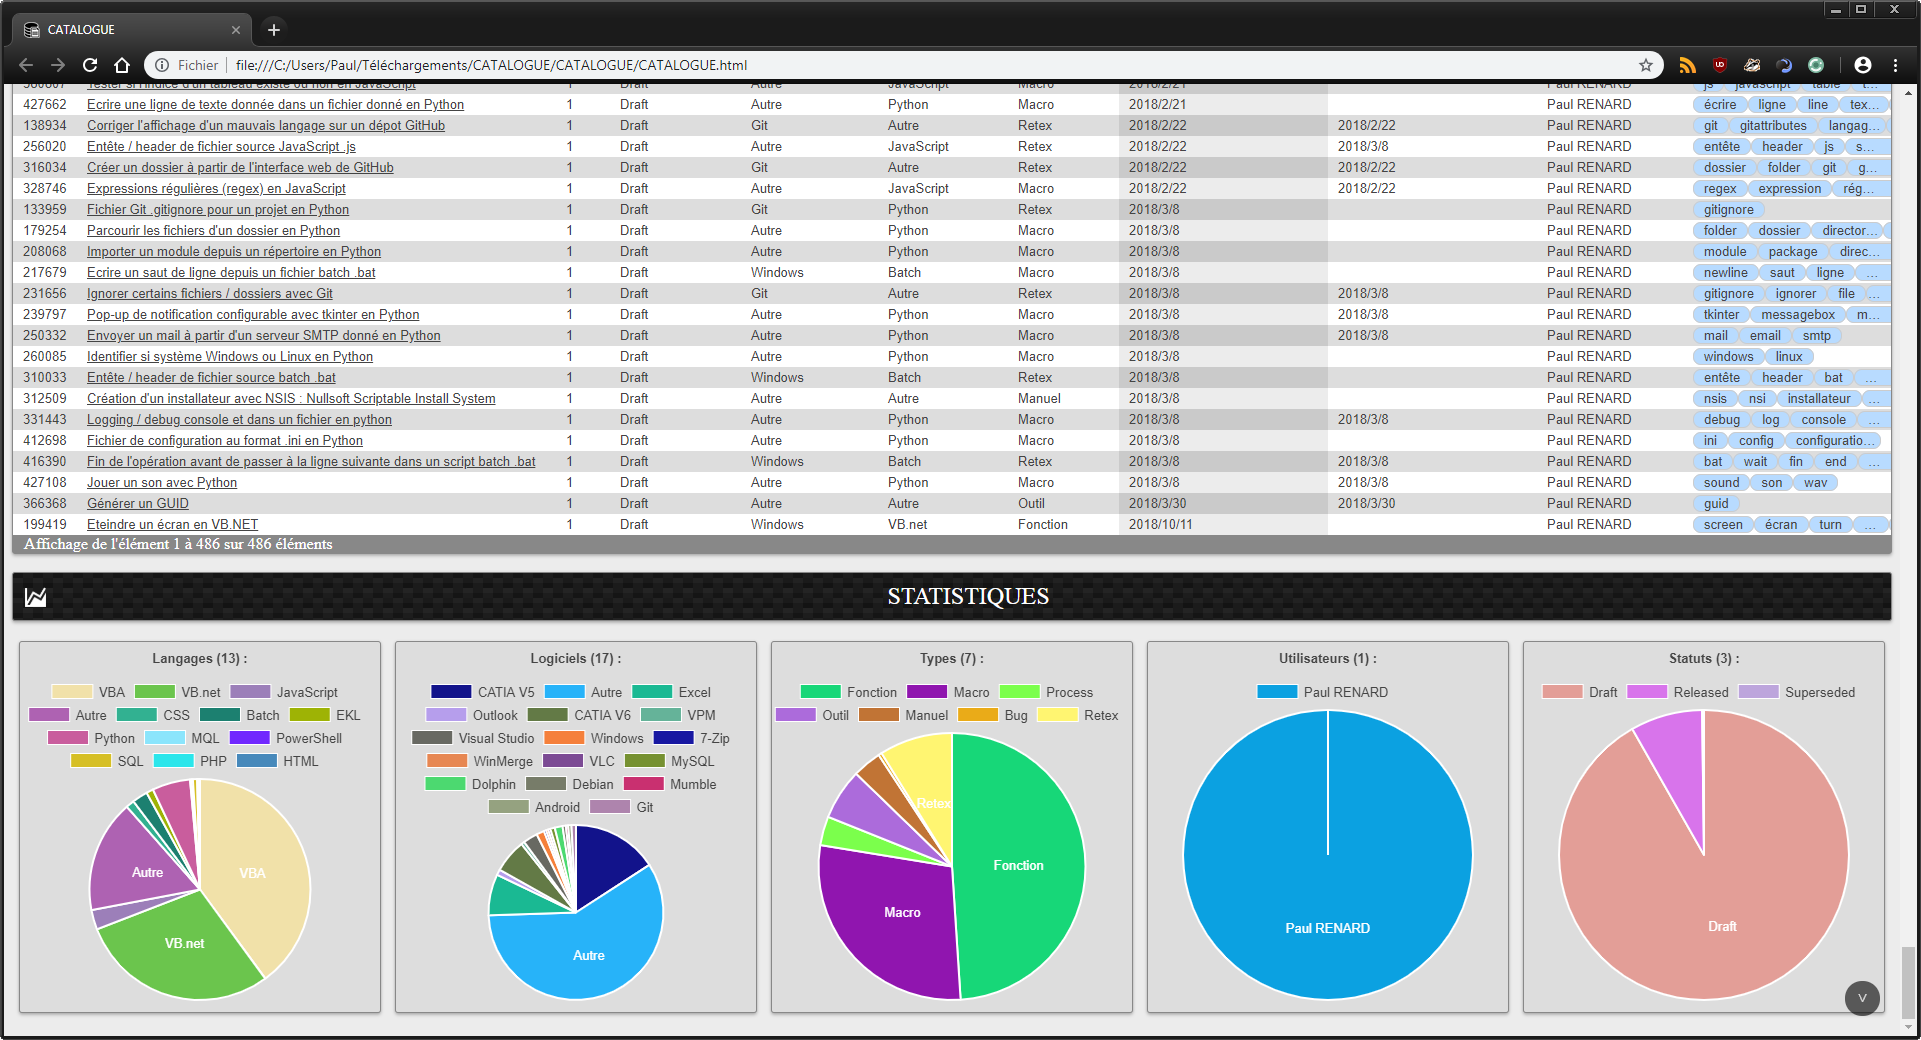 CATALOGUE
Fichier file:///C:/Users/Paul/Téléchargements/CATALOGUE/CATALOGUE.html
Tester si l'indice d'un tableau existe ou non en JavaScript 1 Draft Autre JavaScript Macro 2018/2/21 Paul RENARD js javascript table t...
427662 Ecrire une ligne de texte donnée dans un fichier donné en Python 1 Draft Autre Python Macro 2018/2/21 Paul RENARD écrire ligne line tex...
138934 Corriger l'affichage d'un mauvais langage sur un dépot GitHub 1 Draft Git Autre Retex 2018/2/22 2018/2/22 Paul RENARD git gitattributes langag...
256020 Entête / header de fichier source JavaScript .js 1 Draft Autre JavaScript Retex 2018/2/22 2018/3/8 Paul RENARD entête header js s...
316034 Créer un dossier à partir de l'interface web de GitHub 1 Draft Git Autre Retex 2018/2/22 2018/2/22 Paul RENARD dossier folder git g...
328746 Expressions régulières (regex) en JavaScript 1 Draft Autre JavaScript Macro 2018/2/22 2018/2/22 Paul RENARD regex expression rég...
133959 Fichier Git .gitignore pour un projet en Python 1 Draft Git Python Retex 2018/3/8 Paul RENARD gitignore
179254 Parcourir les fichiers d'un dossier en Python 1 Draft Autre Python Macro 2018/3/8 Paul RENARD folder dossier director...
208068 Importer un module depuis un répertoire en Python 1 Draft Autre Python Macro 2018/3/8 Paul RENARD module package direc...
217679 Ecrire un saut de ligne depuis un fichier batch .bat 1 Draft Windows Batch Macro 2018/3/8 Paul RENARD newline saut ligne ...
231656 Ignorer certains fichiers / dossiers avec Git 1 Draft Git Autre Retex 2018/3/8 2018/3/8 Paul RENARD gitignore ignorer file ...
239797 Pop-up de notification configurable avec tkinter en Python 1 Draft Autre Python Macro 2018/3/8 2018/3/8 Paul RENARD tkinter messagebox m...
250332 Envoyer un mail à partir d'un serveur SMTP donné en Python 1 Draft Autre Python Macro 2018/3/8 2018/3/8 Paul RENARD mail email smtp
260085 Identifier si système Windows ou Linux en Python 1 Draft Autre Python Macro 2018/3/8 Paul RENARD windows linux
310033 Entête / header de fichier source batch .bat 1 Draft Windows Batch Retex 2018/3/8 Paul RENARD entête header bat ...
312509 Création d'un installateur avec NSIS : Nullsoft Scriptable Install System 1 Draft Autre Autre Manuel 2018/3/8 Paul RENARD nsis nsi installateur ...
331443 Logging / debug console et dans un fichier en python 1 Draft Autre Python Macro 2018/3/8 2018/3/8 Paul RENARD debug log console ...
412698 Fichier de configuration au format .ini en Python 1 Draft Autre Python Macro 2018/3/8 Paul RENARD ini config configuratio...
416390 Fin de l'opération avant de passer à la ligne suivante dans un script batch .bat 1 Draft Windows Batch Retex 2018/3/8 2018/3/8 Paul RENARD bat wait fin end ...
427108 Jouer un son avec Python 1 Draft Autre Python Macro 2018/3/8 2018/3/8 Paul RENARD sound son wav
366368 Générer un GUID 1 Draft Autre Autre Outil 2018/3/30 2018/3/30 Paul RENARD guid
199419 Eteindre un écran en VB.NET 1 Draft Windows VB.net Fonction 2018/10/11 Paul RENARD screen écran turn ...
Affichage de l'élément 1 à 486 sur 486 éléments
STATISTIQUES
Langages (13) :
VBA VB.net JavaScript
Autre CSS Batch EKL
Python MQL PowerShell
SQL PHP HTML
VBA
Autre
VB.net
Logiciels (17) :
CATIA V5 Autre Excel
Outlook CATIA V6 VPM
Visual Studio Windows 7-Zip
WinMerge VLC MySQL
Dolphin Debian Mumble
Android Git
Autre
Types (7) :
Fonction Macro Process
Outil Manuel Bug Retex
Retex
Fonction
Macro
Utilisateurs (1) :
Paul RENARD
Paul RENARD
Statuts (3) :
Draft Released Superseded
Draft